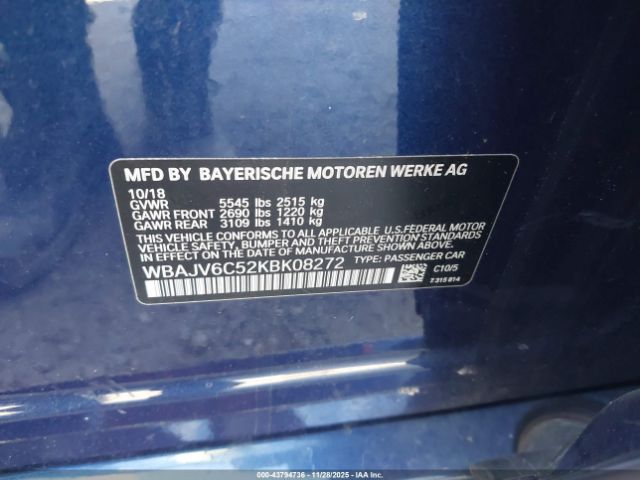 MFD BY BAYERISCHE MOTOREN WERKE AG
10/18
GVWR 5545 lbs 2515 kg
GAWR FRONT 2690 lbs 1220 kg
GAWR REAR 3109 lbs 1410 kg
THIS VEHICLE CONFORMS TO ALL APPLICABLE U.S.FEDERAL MOTOR
VEHICLE SAFETY, BUMPER AND THEFT PREVENTION STANDARDS
IN EFFECT ON THE DATE OF MANUFACTURE SHOWN ABOVE.
WBAJV6C52KBK08272 TYPE: PASSENGER CAR
C10/5
7 315 814
000-43794736 - 11/28/2025 - IAA Inc.